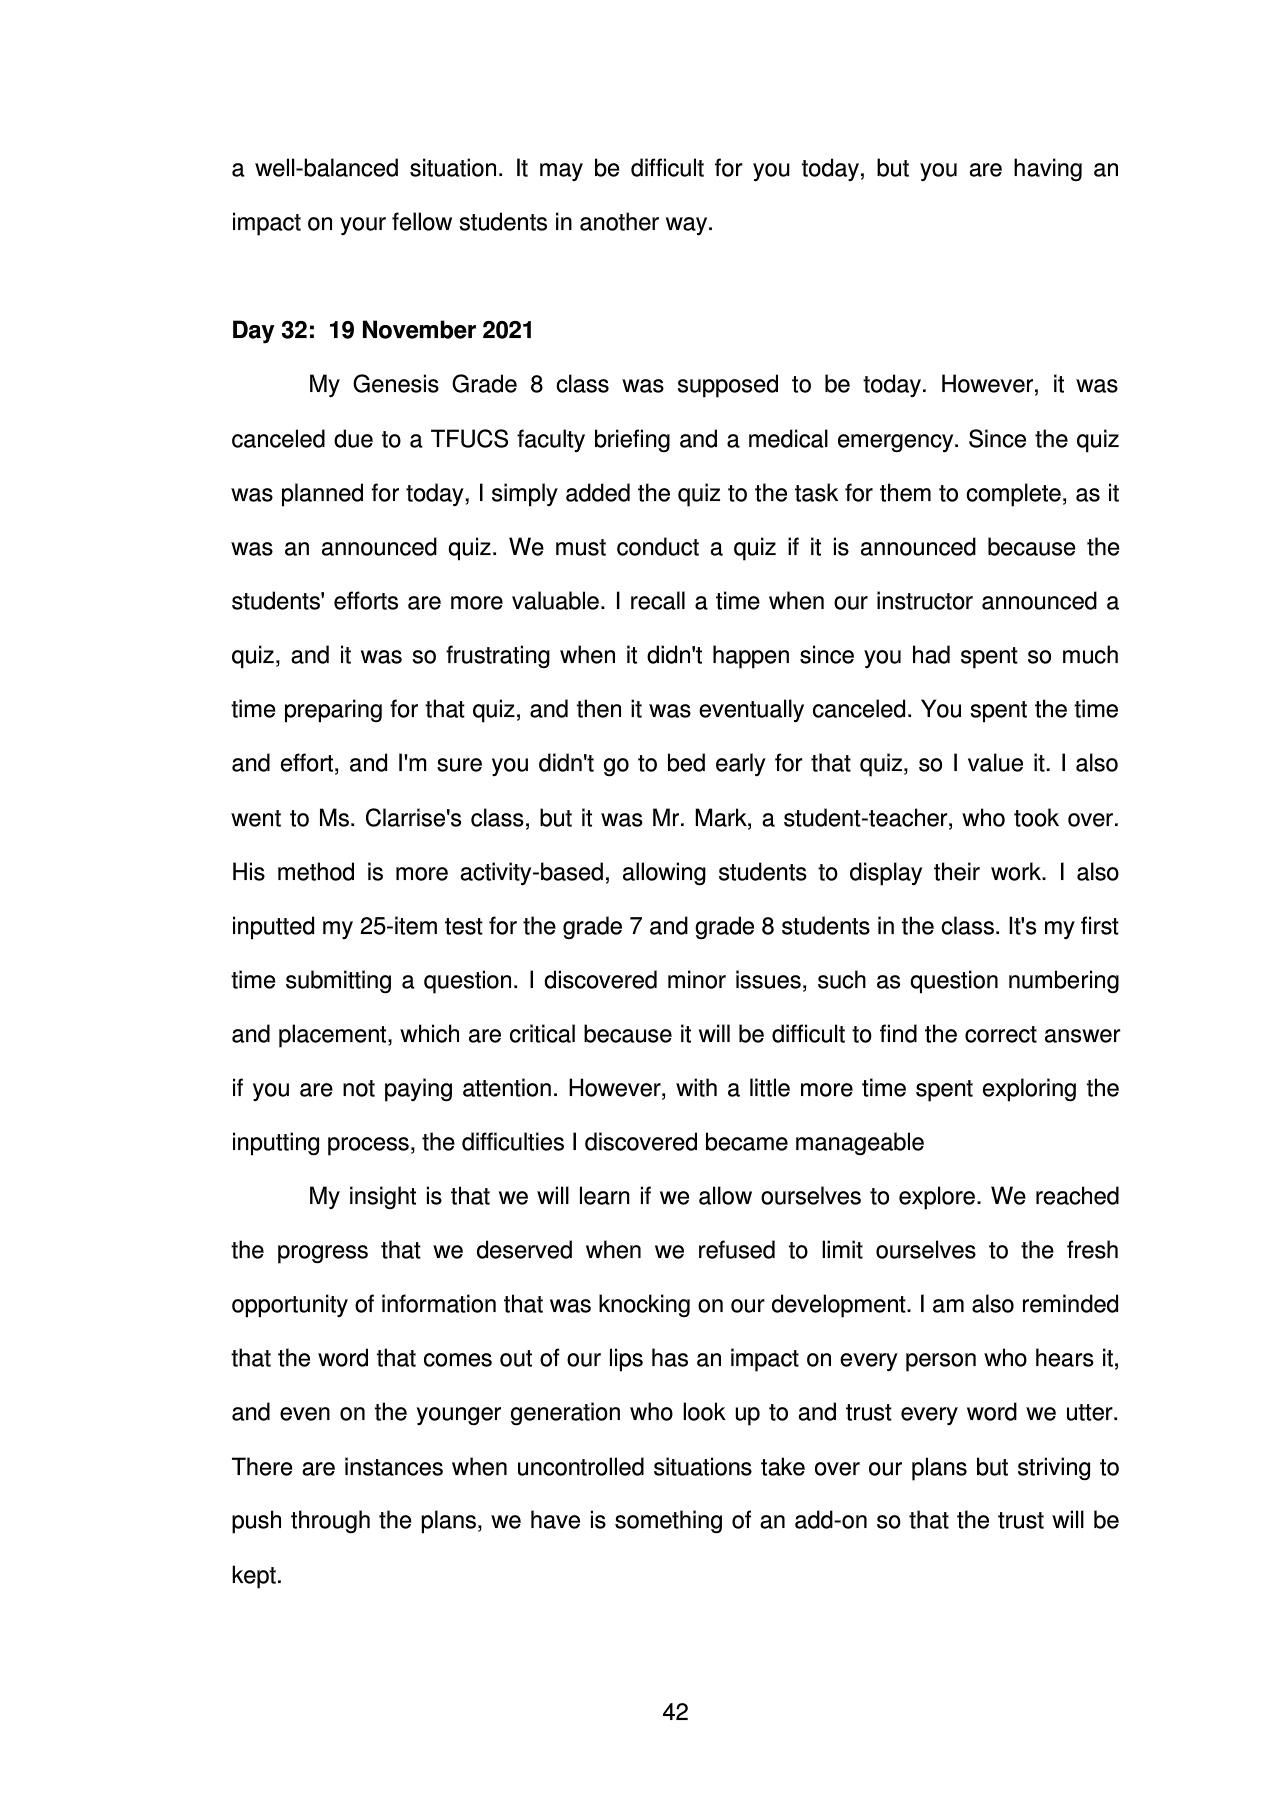 a well-balanced situation. It may be difficult for you today, but you are having an
impact on your fellow students in another way.
Day 32:  19 November 2021
My Genesis Grade 8 class was supposed to be today. However, it was
canceled due to a TFUCS faculty briefing and a medical emergency. Since the quiz
was planned for today, I simply added the quiz to the task for them to complete, as it
was an announced quiz. We must conduct a quiz if it is announced because the
students' efforts are more valuable. I recall a time when our instructor announced a
quiz, and it was so frustrating when it didn't happen since you had spent so much
time preparing for that quiz, and then it was eventually canceled. You spent the time
and effort, and I'm sure you didn't go to bed early for that quiz, so I value it. I also
went to Ms. Clarrise's class, but it was Mr. Mark, a student-teacher, who took over.
His method is more activity-based, allowing students to display their work. I also
inputted my 25-item test for the grade 7 and grade 8 students in the class. It's my first
time submitting a question. I discovered minor issues, such as question numbering
and placement, which are critical because it will be difficult to find the correct answer
if you are not paying attention. However, with a little more time spent exploring the
inputting process, the difficulties I discovered became manageable
My insight is that we will learn if we allow ourselves to explore. We reached
the progress that we deserved when we refused to limit ourselves to the fresh
opportunity of information that was knocking on our development. I am also reminded
that the word that comes out of our lips has an impact on every person who hears it,
and even on the younger generation who look up to and trust every word we utter.
There are instances when uncontrolled situations take over our plans but striving to
push through the plans, we have is something of an add-on so that the trust will be
kept.
42